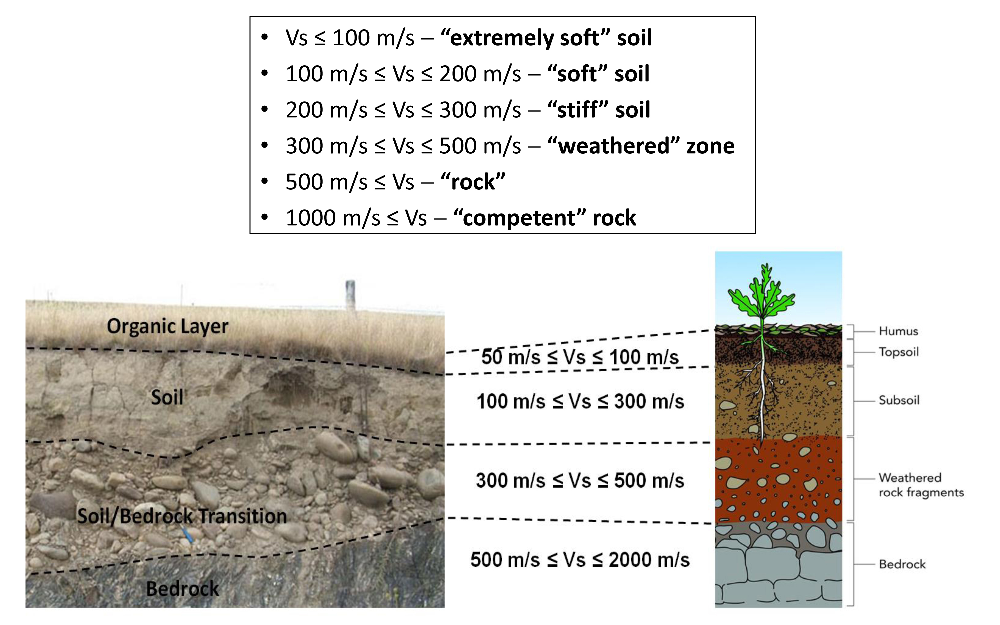 • Vs ≤ 100 m/s – “extremely soft” soil
• 100 m/s ≤ Vs ≤ 200 m/s – “soft” soil
• 200 m/s ≤ Vs ≤ 300 m/s – “stiff” soil
• 300 m/s ≤ Vs ≤ 500 m/s – “weathered” zone
• 500 m/s ≤ Vs – “rock”
• 1000 m/s ≤ Vs – “competent” rock
Organic Layer
Soil
Soil/Bedrock Transition
Bedrock
50 m/s ≤ Vs ≤ 100 m/s
100 m/s ≤ Vs ≤ 300 m/s
300 m/s ≤ Vs ≤ 500 m/s
500 m/s ≤ Vs ≤ 2000 m/s
Humus
Topsoil
Subsoil
Weathered
rock fragments
Bedrock